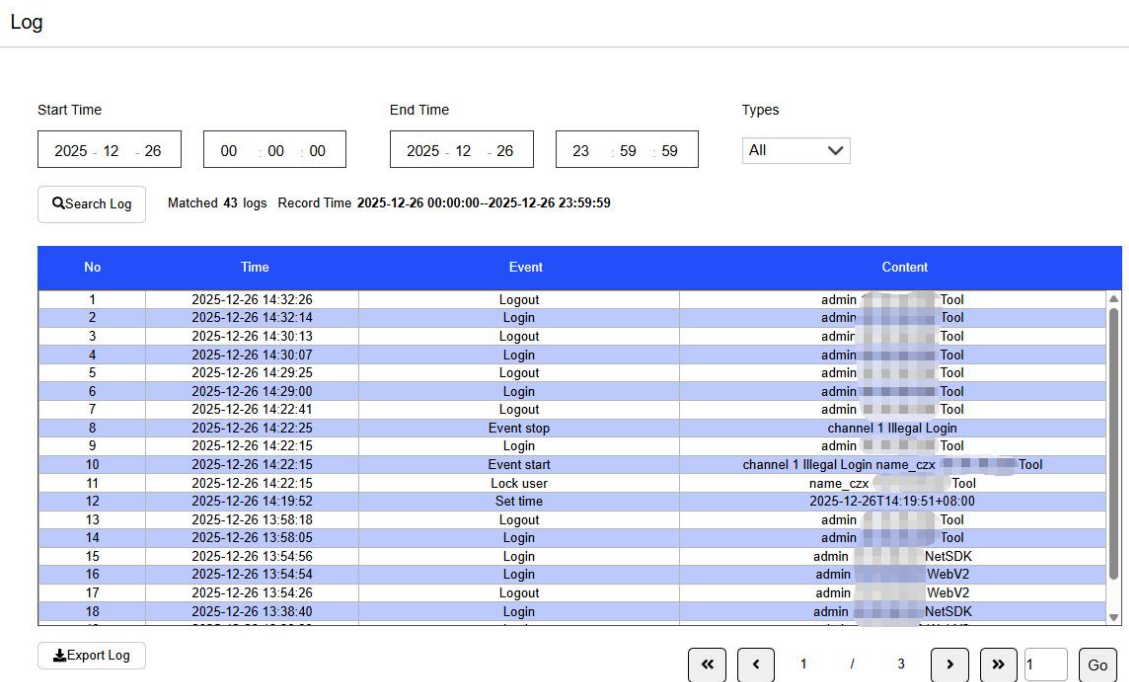 Log
Start Time End Time Types
2025 - 12 - 26 00 : 00 : 00 2025 - 12 - 26 23 : 59 : 59 All
Search Log Matched 43 logs Record Time 2025-12-26 00:00:00--2025-12-26 23:59:59
No Time Event Content
1 2025-12-26 14:32:26 Logout admin Tool
2 2025-12-26 14:32:14 Login admin Tool
3 2025-12-26 14:30:13 Logout admin Tool
4 2025-12-26 14:30:07 Login admin Tool
5 2025-12-26 14:29:25 Logout admin Tool
6 2025-12-26 14:29:00 Login admin Tool
7 2025-12-26 14:22:41 Logout admin Tool
8 2025-12-26 14:22:25 Event stop channel 1 Illegal Login
9 2025-12-26 14:22:15 Login admin Tool
10 2025-12-26 14:22:15 Event start channel 1 Illegal Login name_czx Tool
11 2025-12-26 14:22:15 Lock user name_czx Tool
12 2025-12-26 14:19:52 Set time 2025-12-26T14:19:51+08:00
13 2025-12-26 13:58:18 Logout admin Tool
14 2025-12-26 13:58:05 Login admin Tool
15 2025-12-26 13:54:56 Login admin NetSDK
16 2025-12-26 13:54:54 Login admin WebV2
17 2025-12-26 13:54:26 Logout admin WebV2
18 2025-12-26 13:38:40 Login admin NetSDK
Export Log 1 / 3 1 Go